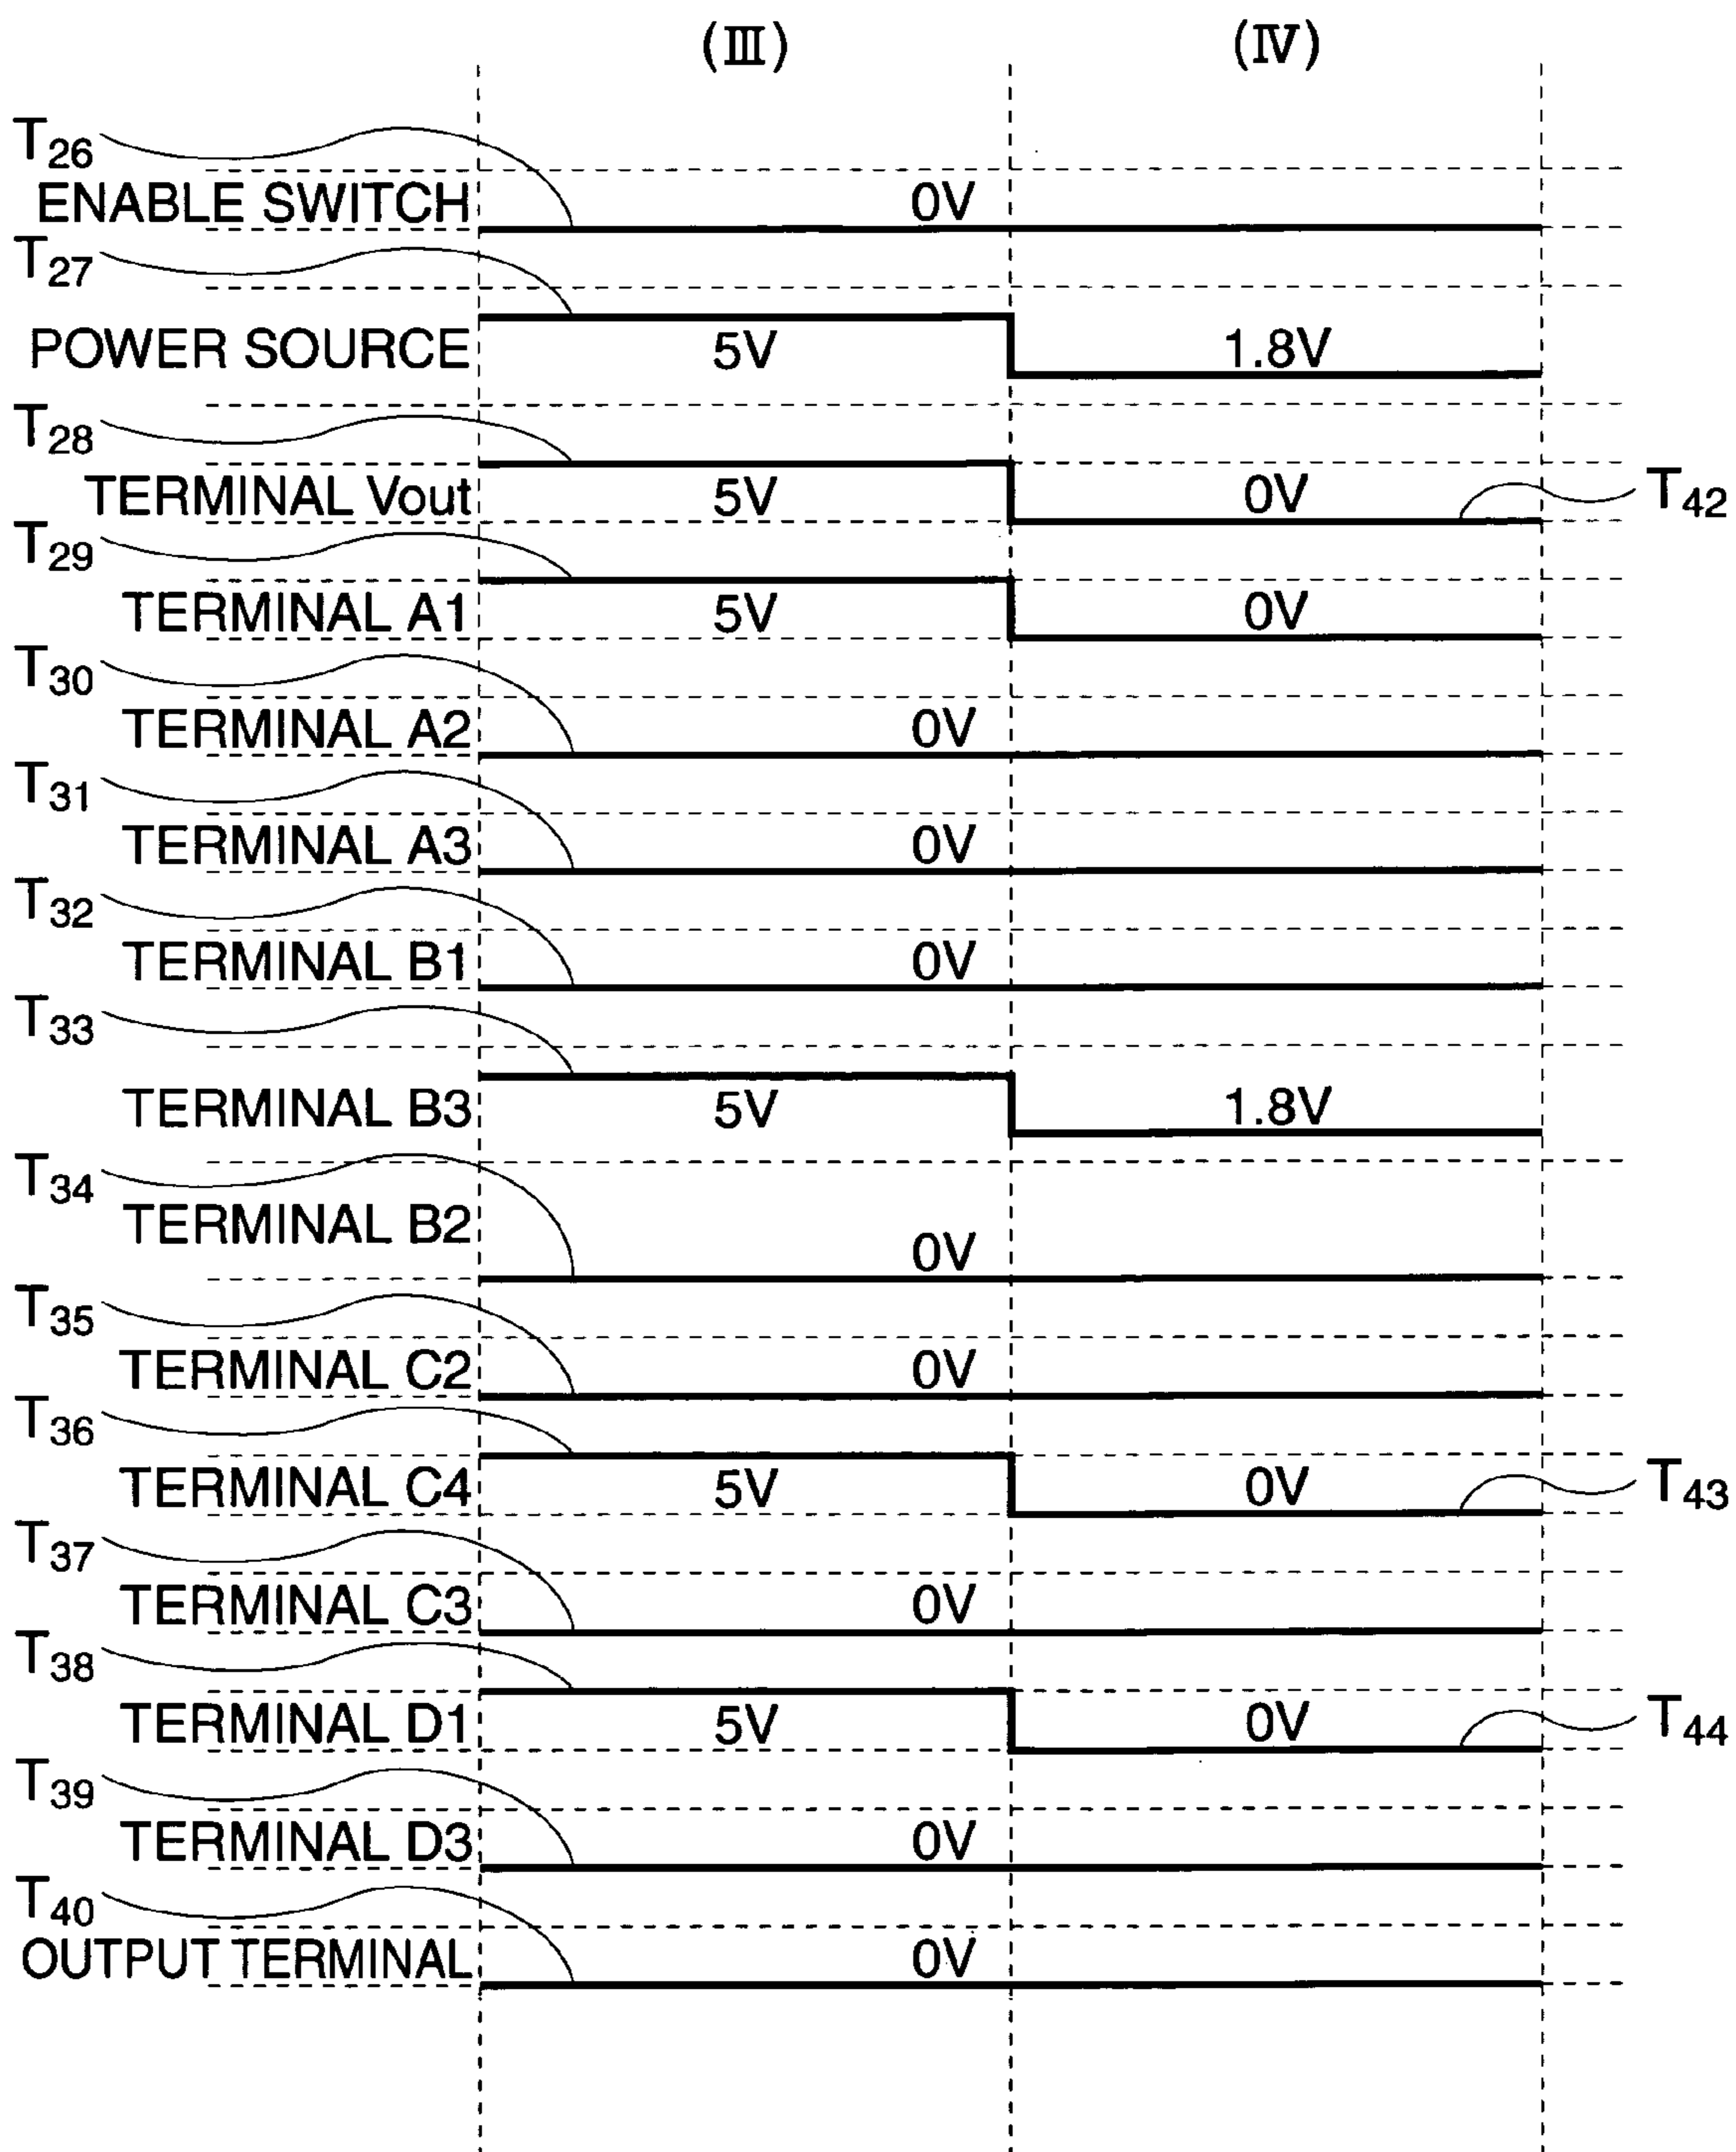 (III) (IV)
T26
ENABLE SWITCH 0V
T27
POWER SOURCE 5V 1.8V
T28
TERMINAL Vout 5V 0V T42
T29
TERMINAL A1 5V 0V
T30
TERMINAL A2 0V
T31
TERMINAL A3 0V
T32
TERMINAL B1 0V
T33
TERMINAL B3 5V 1.8V
T34
TERMINAL B2 0V
T35
TERMINAL C2 0V
T36
TERMINAL C4 5V 0V T43
T37
TERMINAL C3 0V
T38
TERMINAL D1 5V 0V T44
T39
TERMINAL D3 0V
T40
OUTPUT TERMINAL 0V